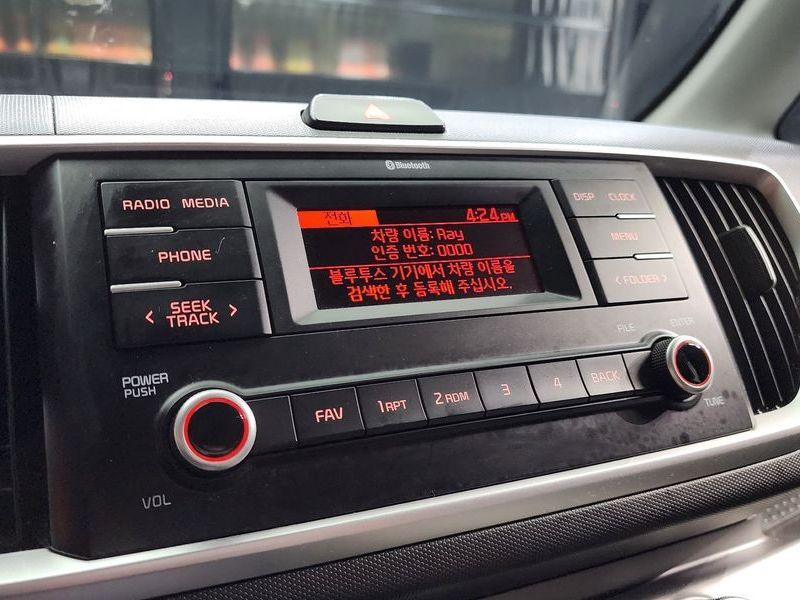 Bluetooth
RADIO MEDIA
PHONE
< SEEK TRACK >
전화 4:24 PM
차량 이름: Ray
인증 번호: 0000
블루투스 기기에서 차량 이름을
검색한 후 등록해 주십시오.
DISP CLOCK
MENU
< FOLDER >
POWER
PUSH
VOL
FAV 1 RPT 2 RDM 3 4 BACK
FILE ENTER
TUNE